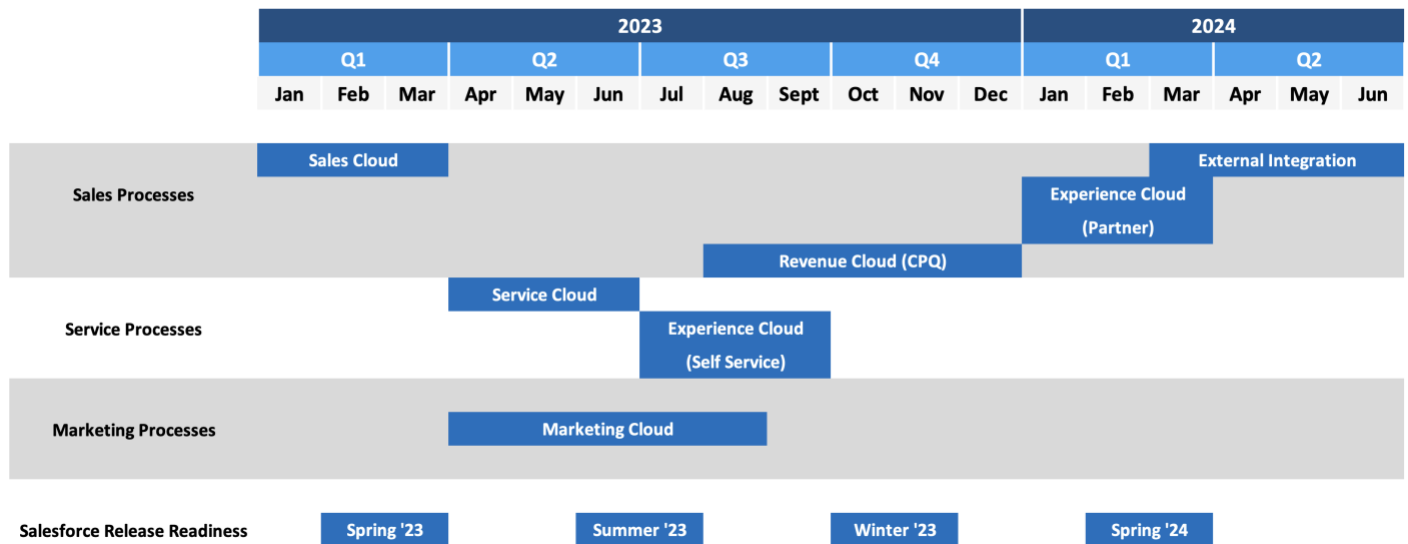 2023 2024
Q1 Q2 Q3 Q4 Q1 Q2
Jan Feb Mar Apr May Jun Jul Aug Sept Oct Nov Dec Jan Feb Mar Apr May Jun
Sales Cloud External Integration
Sales Processes
Experience Cloud
(Partner)
Revenue Cloud (CPQ)
Service Cloud
Service Processes
Experience Cloud
(Self Service)
Marketing Processes
Marketing Cloud
Salesforce Release Readiness Spring '23 Summer '23 Winter '23 Spring '24